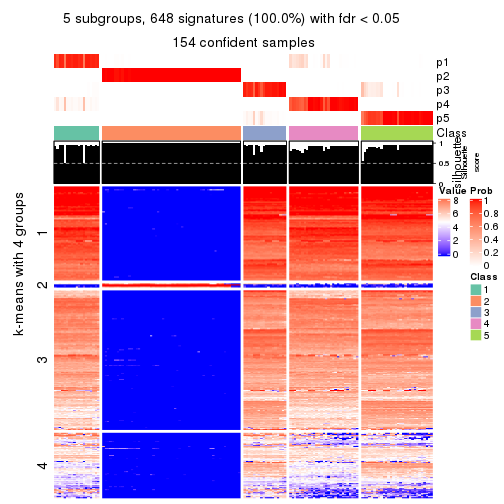 5 subgroups, 648 signatures (100.0%) with fdr < 0.05
154 confident samples
p1
p2
p3
p4
p5
Class
1
0.5
0
silhouette
Silhouette
score
k-means with 4 groups
1
2
3
4
Value
8
6
4
2
0
Prob
1
0.8
0.6
0.4
0.2
0
Class
1
2
3
4
5